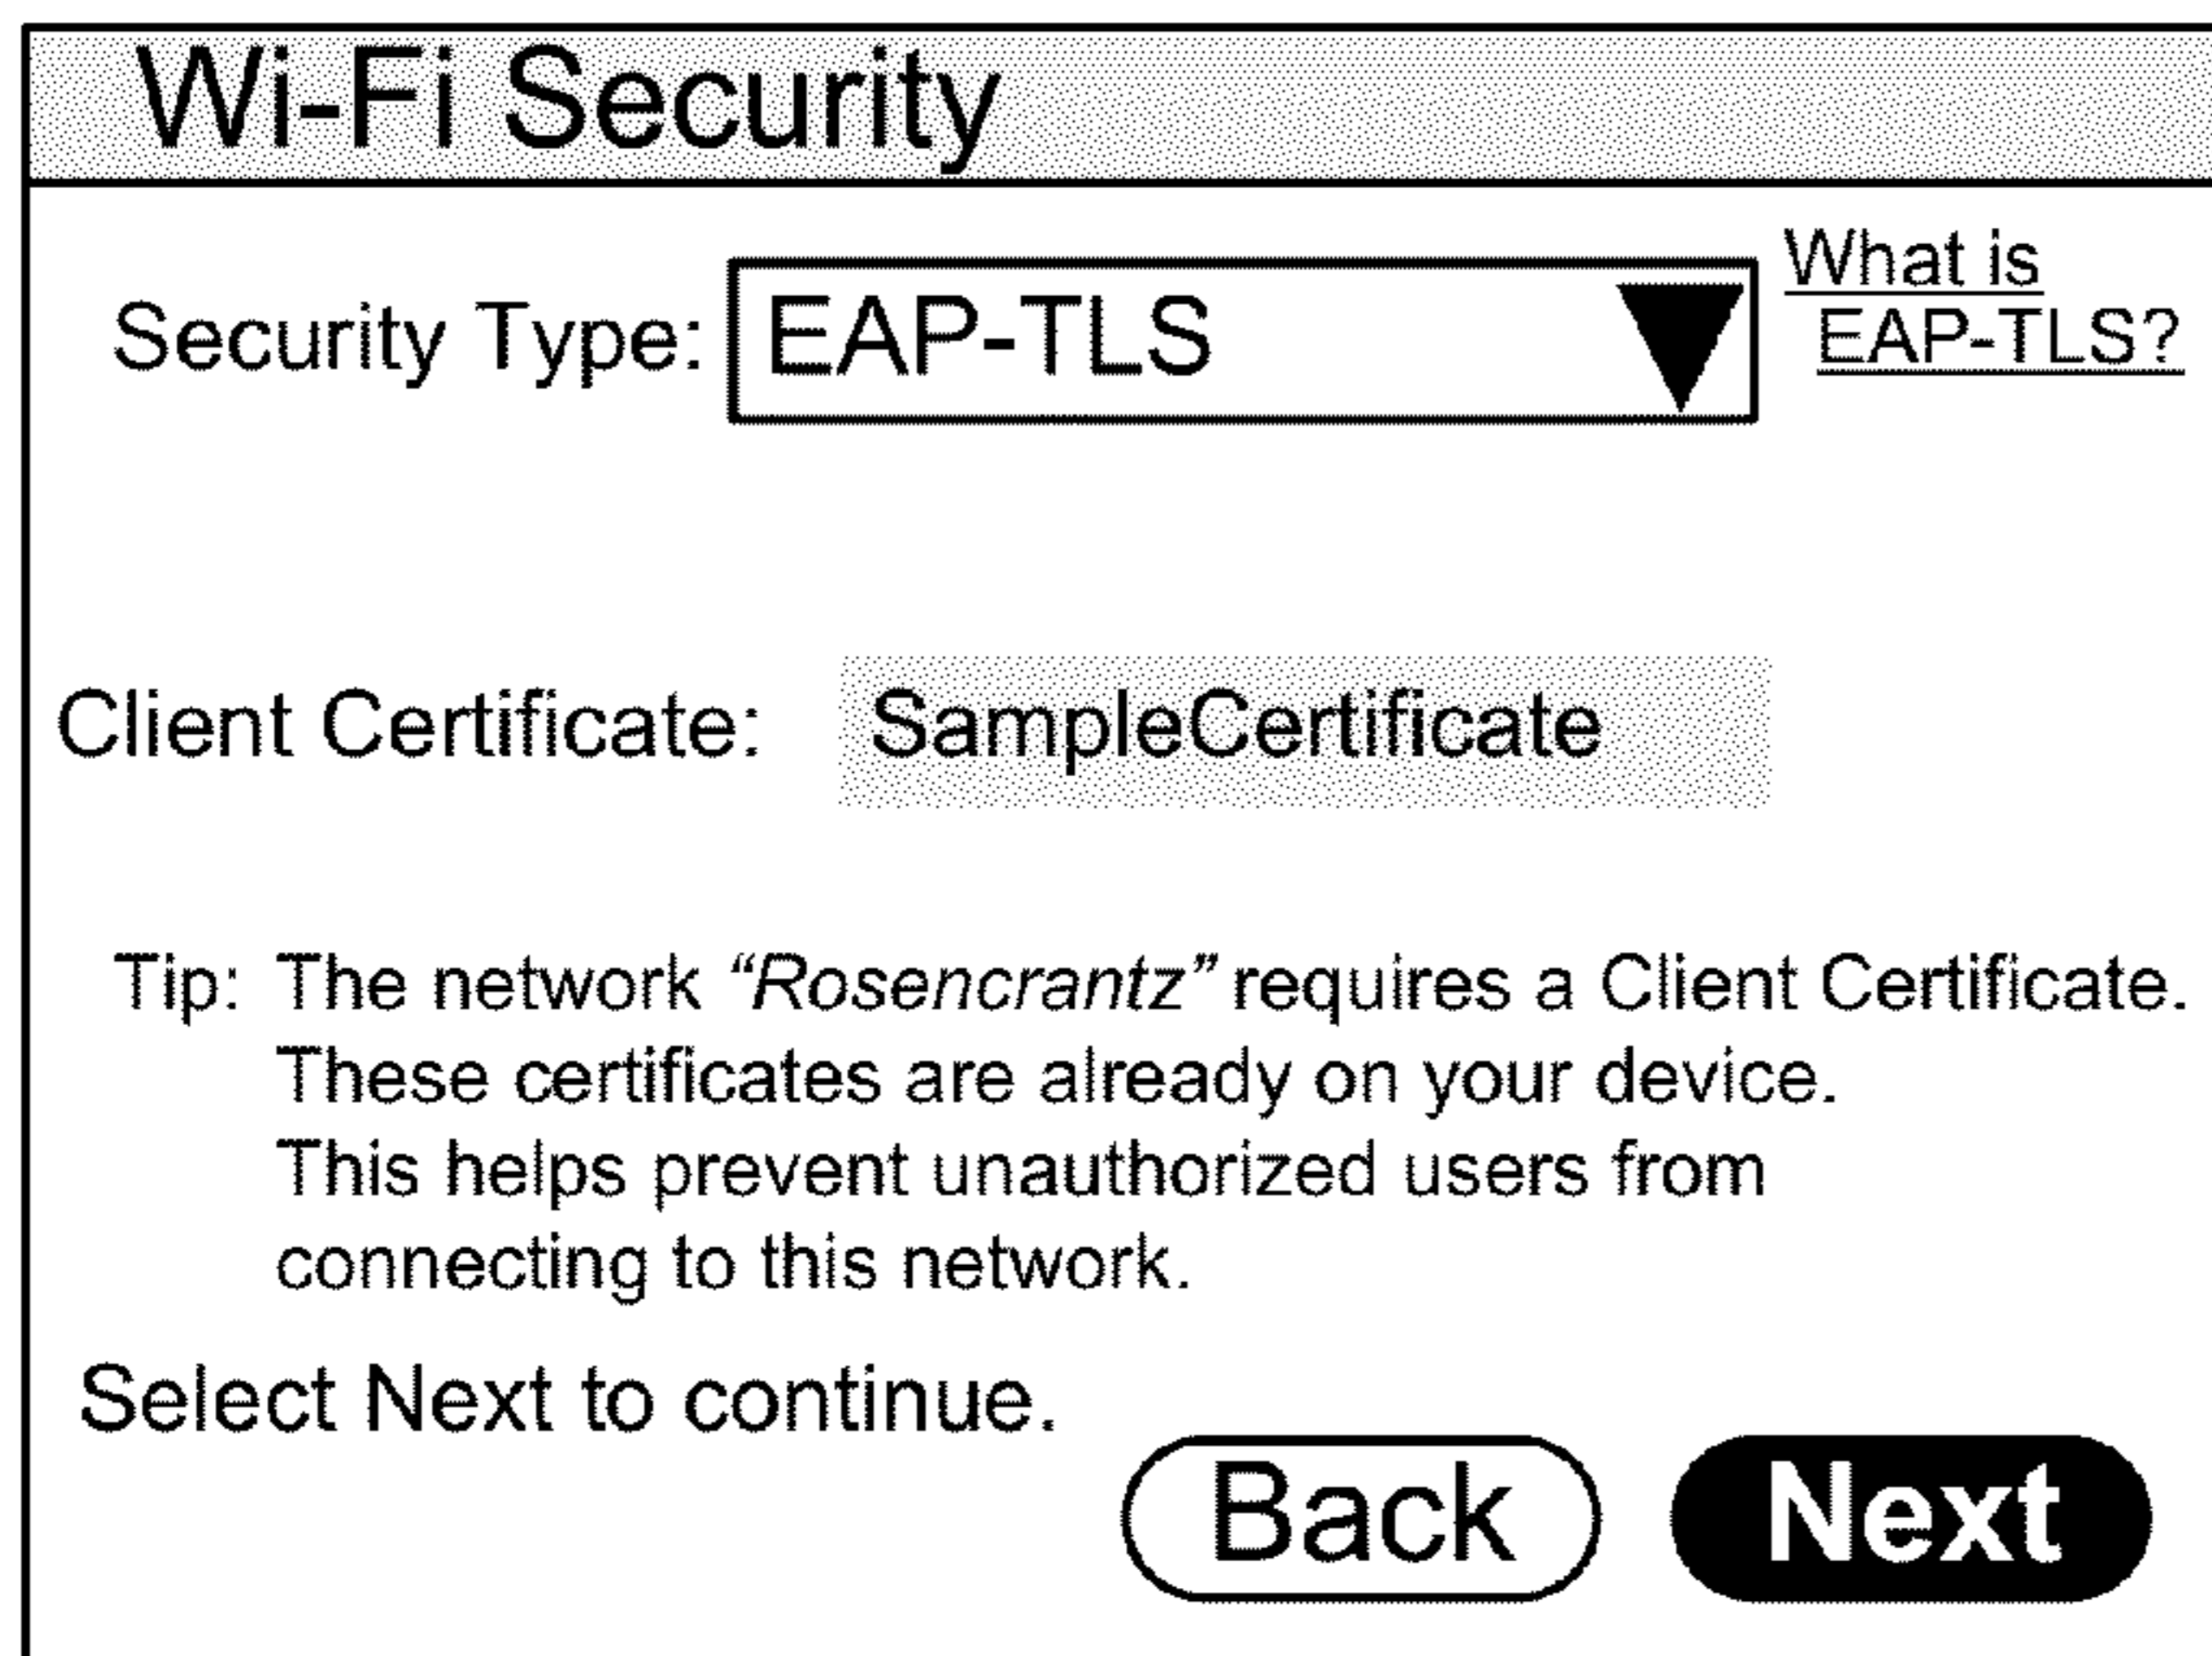 Wi-Fi Security
Security Type: EAP-TLS
What is
EAP-TLS?
Client Certificate: SampleCertificate
Tip: The network “Rosencrantz” requires a Client Certificate.
These certificates are already on your device.
This helps prevent unauthorized users from
connecting to this network.
Select Next to continue.
Back Next